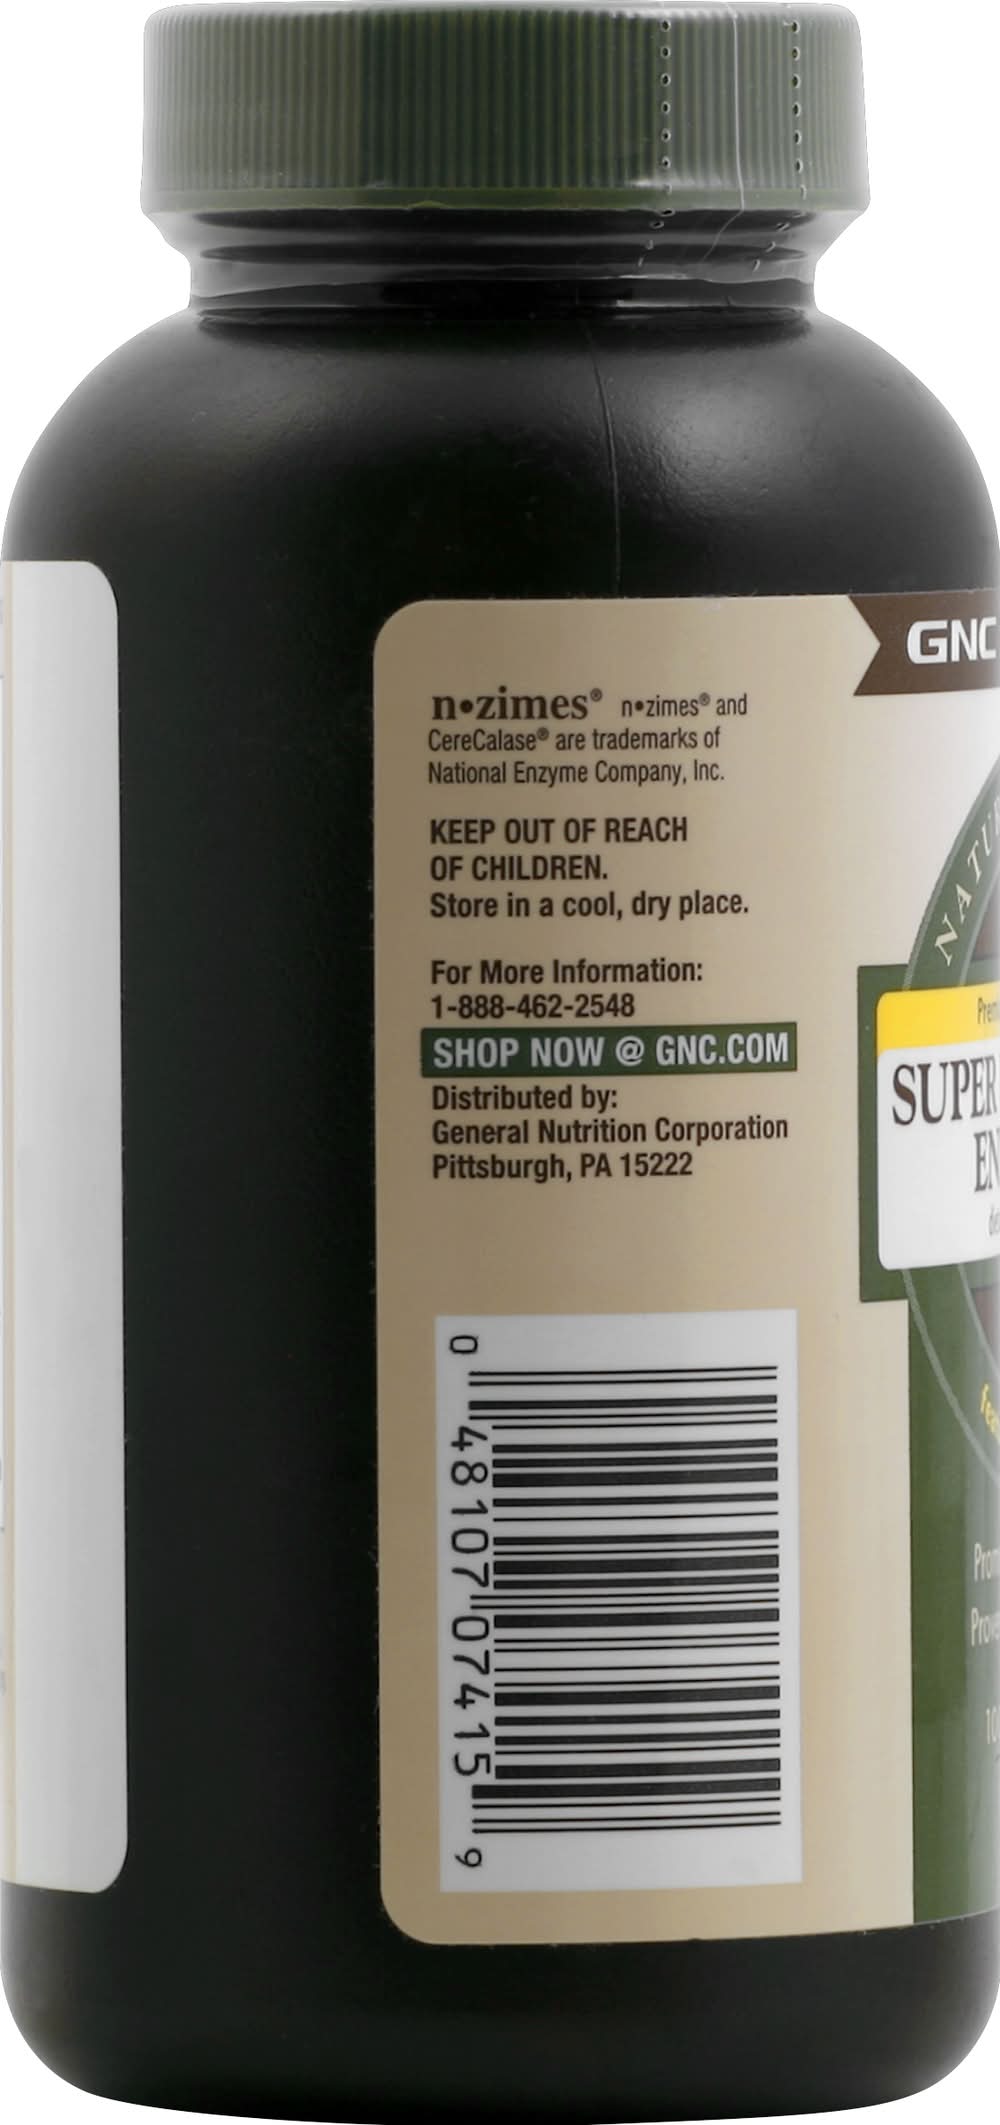 n•zimes® n•zimes® and
CereCalase® are trademarks of
National Enzyme Company, Inc.
KEEP OUT OF REACH
OF CHILDREN.
Store in a cool, dry place.
For More Information:
1-888-462-2548
SHOP NOW @ GNC.COM
Distributed by:
General Nutrition Corporation
Pittsburgh, PA 15222
0 48107 07415 9
GNC
SUPER